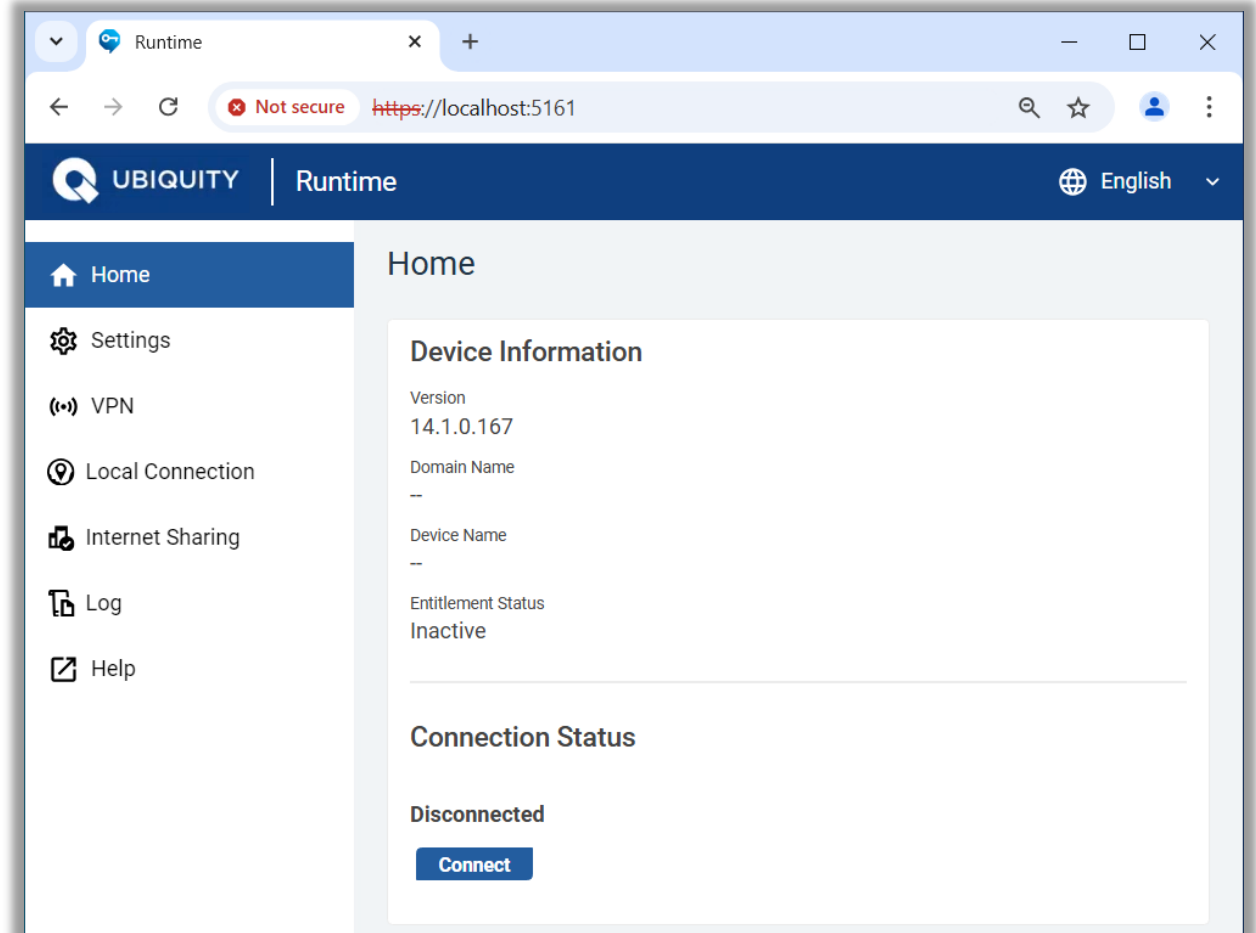 Runtime
Not secure https://localhost:5161
UBIQUITY Runtime English
Home
Settings
VPN
Local Connection
Internet Sharing
Log
Help
Home
Device Information
Version
14.1.0.167
Domain Name
--
Device Name
--
Entitlement Status
Inactive
Connection Status
Disconnected
Connect